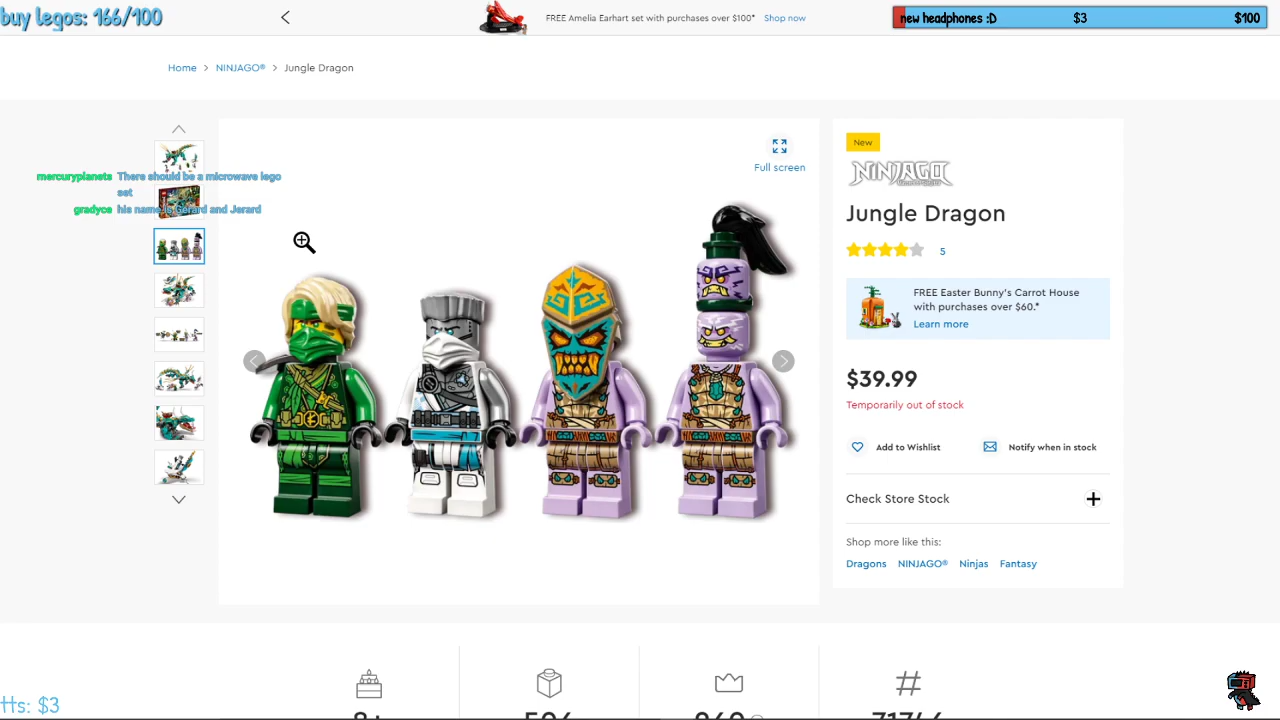 buy legos: 166/100
FREE Amelia Earhart set with purchases over $100* Shop now
new headphones :D $3 $100
Home > NINJAGO® > Jungle Dragon
Full screen
mercuryplanets There should be a microwave lego
set
gradyce his name is Gerard and Jerard
New
NINJAGO
Jungle Dragon
5
FREE Easter Bunny's Carrot House
with purchases over $60.*
Learn more
$39.99
Temporarily out of stock
Add to Wishlist
Notify when in stock
Check Store Stock
Shop more like this:
Dragons NINJAGO® Ninjas Fantasy
tts: $3